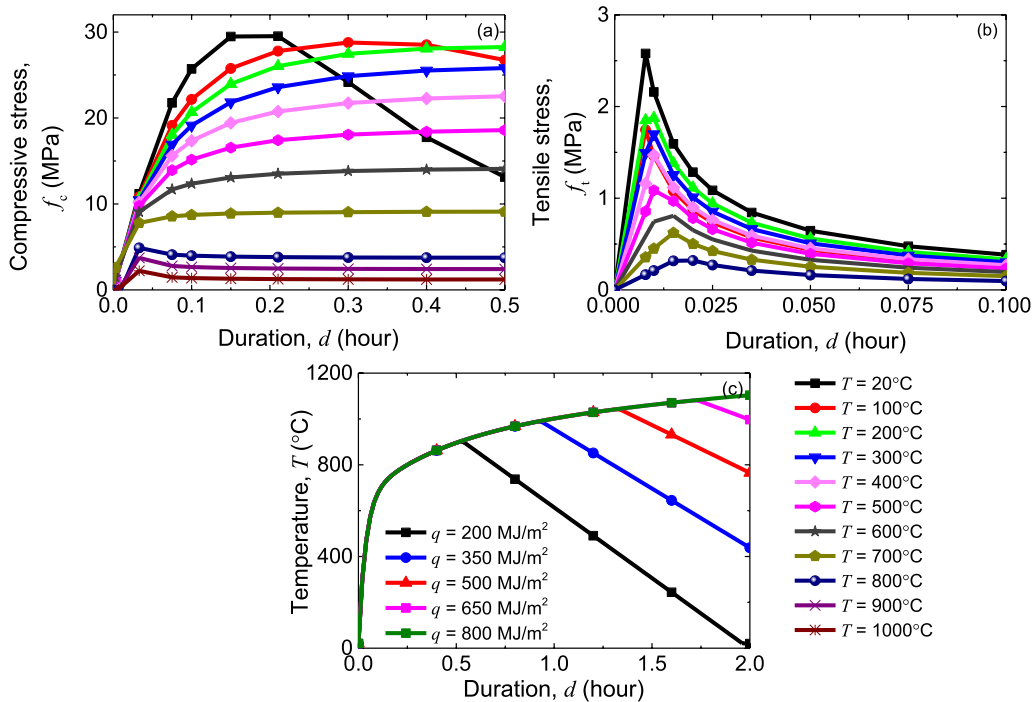 (a)
Compressive stress,
f_c (MPa)
30
20
10
0
0.0 0.1 0.2 0.3 0.4 0.5
Duration, d (hour)
(b)
Tensile stress,
f_t (MPa)
3
2
1
0
0.000 0.025 0.050 0.075 0.100
Duration, d (hour)
(c)
Temperature, T (°C)
1200
800
400
0
q = 200 MJ/m²
q = 350 MJ/m²
q = 500 MJ/m²
q = 650 MJ/m²
q = 800 MJ/m²
0.0 0.5 1.0 1.5 2.0
Duration, d (hour)
T = 20°C
T = 100°C
T = 200°C
T = 300°C
T = 400°C
T = 500°C
T = 600°C
T = 700°C
T = 800°C
T = 900°C
T = 1000°C